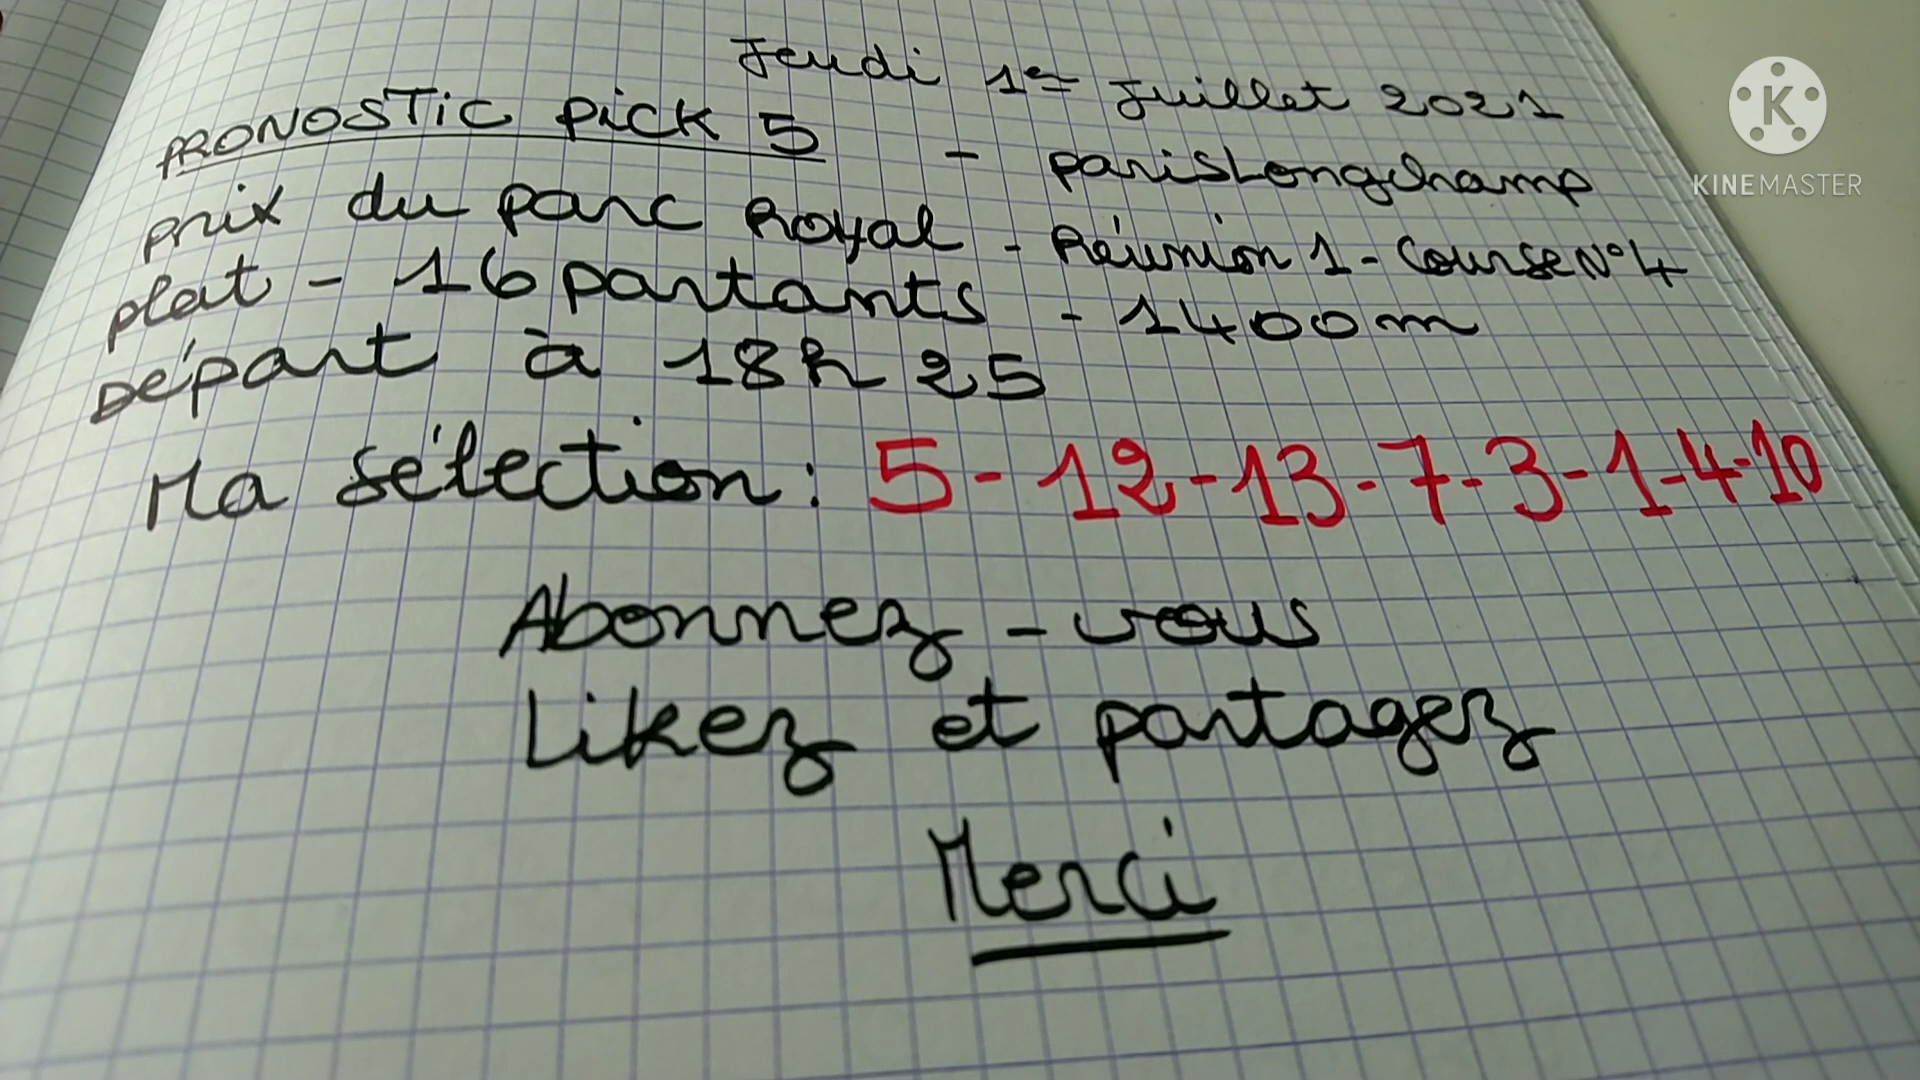 Jeudi 1er Juillet 2021
PRONOSTiC PiCK 5 - parisLongchamp
prix du parc Royal - Réunion 1 - Course N°4
plat - 16 partants - 1400m
Départ à 18h25
Ma sélection : 5-12-13-7-3-1-4-10
Abonnez-vous
Likez et partagez
Merci
K
KINEMASTER